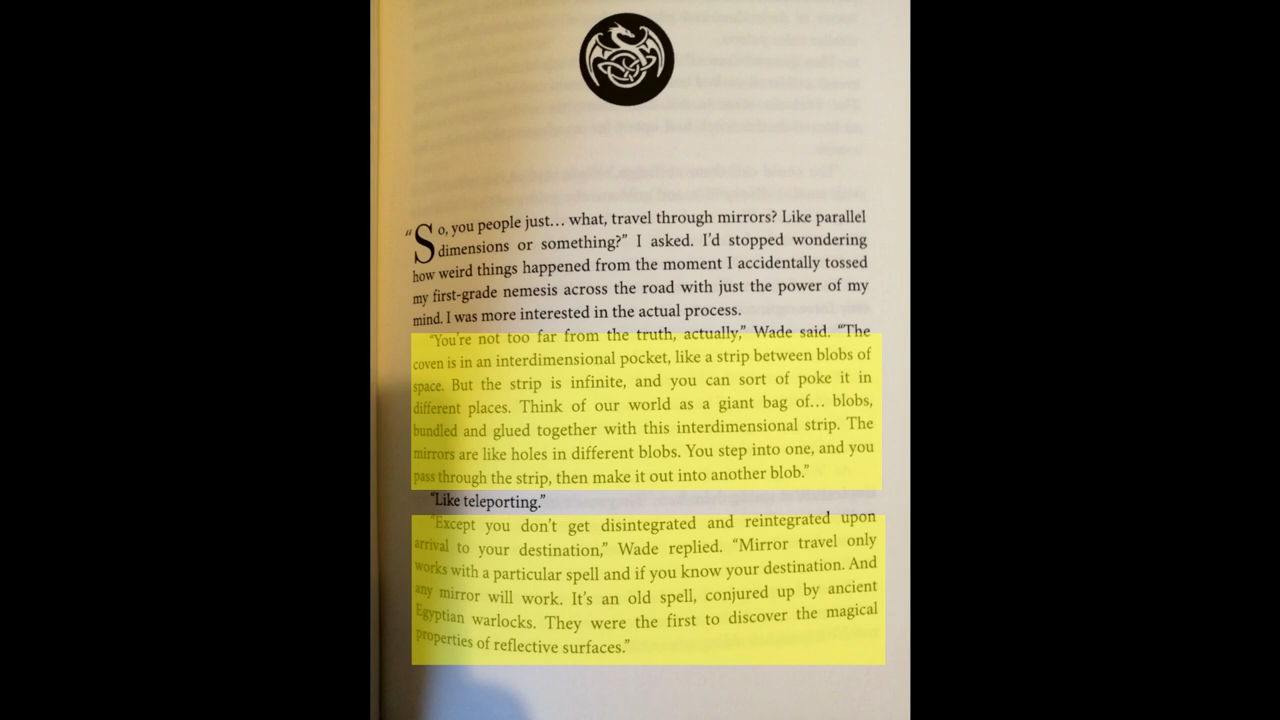 “So, you people just… what, travel through mirrors? Like parallel
dimensions or something?” I asked. I’d stopped wondering
how weird things happened from the moment I accidentally tossed
my first-grade nemesis across the road with just the power of my
mind. I was more interested in the actual process.
“You’re not too far from the truth, actually,” Wade said. “The
coven is in an interdimensional pocket, like a strip between blobs of
space. But the strip is infinite, and you can sort of poke it in
different places. Think of our world as a giant bag of… blobs,
bundled and glued together with this interdimensional strip. The
mirrors are like holes in different blobs. You step into one, and you
pass through the strip, then make it out into another blob.”
“Like teleporting.”
“Except you don’t get disintegrated and reintegrated upon
arrival to your destination,” Wade replied. “Mirror travel only
works with a particular spell and if you know your destination. And
any mirror will work. It’s an old spell, conjured up by ancient
Egyptian warlocks. They were the first to discover the magical
properties of reflective surfaces.”